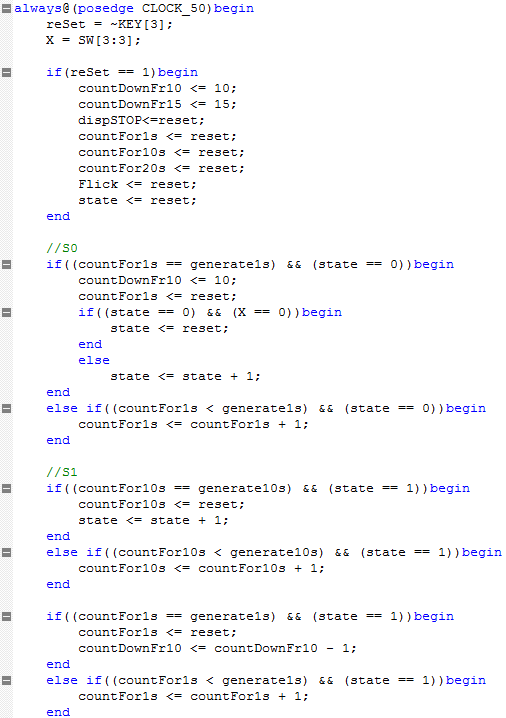 always@(posedge CLOCK_50)begin
    reSet = ~KEY[3];
    X = SW[3:3];

    if(reSet == 1)begin
        countDownFr10 <= 10;
        countDownFr15 <= 15;
        dispSTOP<=reset;
        countFor1s <= reset;
        countFor10s <= reset;
        countFor20s <= reset;
        Flick <= reset;
        state <= reset;
    end

    //S0
    if((countFor1s == generate1s) && (state == 0))begin
        countDownFr10 <= 10;
        countFor1s <= reset;
        if((state == 0) && (X == 0))begin
            state <= reset;
        end
        else
            state <= state + 1;
    end
    else if((countFor1s < generate1s) && (state == 0))begin
        countFor1s <= countFor1s + 1;
    end

    //S1
    if((countFor10s == generate10s) && (state == 1))begin
        countFor10s <= reset;
        state <= state + 1;
    end
    else if((countFor10s < generate10s) && (state == 1))begin
        countFor10s <= countFor10s + 1;
    end

    if((countFor1s == generate1s) && (state == 1))begin
        countFor1s <= reset;
        countDownFr10 <= countDownFr10 - 1;
    end
    else if((countFor1s < generate1s) && (state == 1))begin
        countFor1s <= countFor1s + 1;
    end